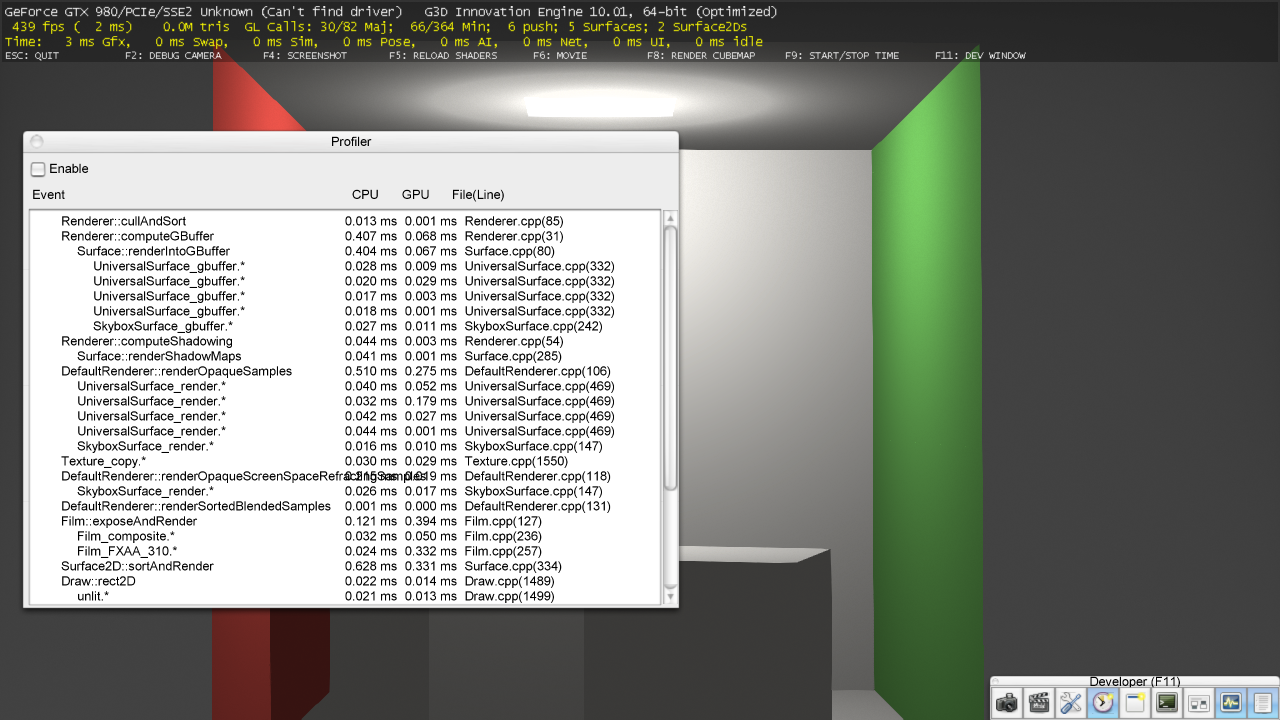 GeForce GTX 980/PCIe/SSE2 Unknown (Can't find driver)   G3D Innovation Engine 10.01, 64-bit (Optimized)
439 fps (  2 ms)    0.0M tris  GL Calls: 30/82 Maj;  66/364 Min;  6 push; 5 Surfaces; 2 Surface2Ds
Time:   3 ms Gfx,   0 ms Swap,   0 ms Sim,   0 ms Pose,   0 ms AI,   0 ms Net,   0 ms UI,   0 ms idle
ESC: QUIT   F2: DEBUG CAMERA   F4: SCREENSHOT   F5: RELOAD SHADERS   F6: MOVIE   F8: RENDER CUBEMAP   F9: START/STOP TIME   F11: DEV WINDOW
Profiler
Enable
Event   CPU   GPU   File(Line)
Renderer::cullAndSort   0.013 ms   0.001 ms   Renderer.cpp(85)
Renderer::computeGBuffer   0.407 ms   0.068 ms   Renderer.cpp(31)
Surface::renderIntoGBuffer   0.404 ms   0.067 ms   Surface.cpp(80)
UniversalSurface_gbuffer.*   0.028 ms   0.009 ms   UniversalSurface.cpp(332)
UniversalSurface_gbuffer.*   0.020 ms   0.029 ms   UniversalSurface.cpp(332)
UniversalSurface_gbuffer.*   0.017 ms   0.003 ms   UniversalSurface.cpp(332)
UniversalSurface_gbuffer.*   0.018 ms   0.001 ms   UniversalSurface.cpp(332)
SkyboxSurface_gbuffer.*   0.027 ms   0.011 ms   SkyboxSurface.cpp(242)
Renderer::computeShadowing   0.044 ms   0.003 ms   Renderer.cpp(54)
Surface::renderShadowMaps   0.041 ms   0.001 ms   Surface.cpp(285)
DefaultRenderer::renderOpaqueSamples   0.510 ms   0.275 ms   DefaultRenderer.cpp(106)
UniversalSurface_render.*   0.040 ms   0.052 ms   UniversalSurface.cpp(469)
UniversalSurface_render.*   0.032 ms   0.179 ms   UniversalSurface.cpp(469)
UniversalSurface_render.*   0.042 ms   0.027 ms   UniversalSurface.cpp(469)
UniversalSurface_render.*   0.044 ms   0.001 ms   UniversalSurface.cpp(469)
SkyboxSurface_render.*   0.016 ms   0.010 ms   SkyboxSurface.cpp(147)
Texture_copy.*   0.030 ms   0.029 ms   Texture.cpp(1550)
DefaultRenderer::renderOpaqueScreenSpaceRefractingSamples   ms   DefaultRenderer.cpp(118)
SkyboxSurface_render.*   0.026 ms   0.017 ms   SkyboxSurface.cpp(147)
DefaultRenderer::renderSortedBlendedSamples   0.001 ms   0.000 ms   DefaultRenderer.cpp(131)
Film::exposeAndRender   0.121 ms   0.394 ms   Film.cpp(127)
Film_composite.*   0.032 ms   0.050 ms   Film.cpp(236)
Film_FXAA_310.*   0.024 ms   0.332 ms   Film.cpp(257)
Surface2D::sortAndRender   0.628 ms   0.331 ms   Surface.cpp(334)
Draw::rect2D   0.022 ms   0.014 ms   Draw.cpp(1489)
unlit.*   0.021 ms   0.013 ms   Draw.cpp(1499)
Developer (F11)